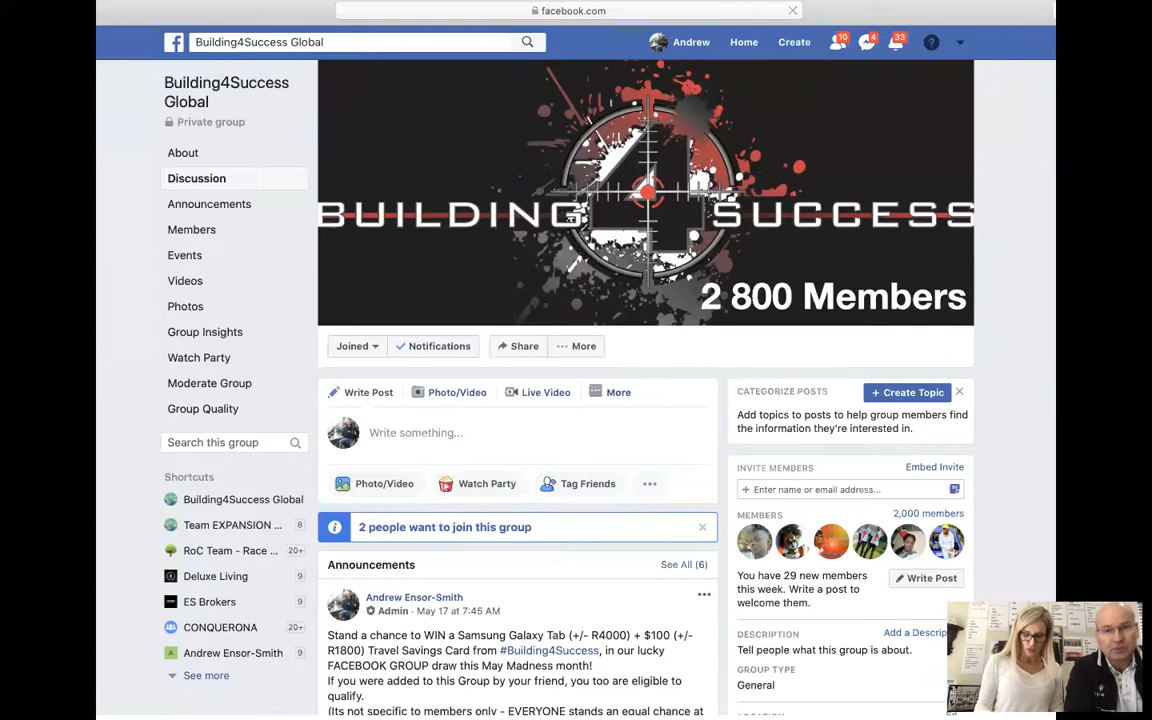 facebook.com
Building4Success Global
Andrew
Home
Create
10
4
33
?
Building4Success
Global
Private group
About
Discussion
Announcements
Members
Events
Videos
Photos
Group Insights
Watch Party
Moderate Group
Group Quality
Search this group
Shortcuts
Building4Success Global
Team EXPANSION ... 8
RoC Team - Race ... 20+
Deluxe Living 9
ES Brokers 9
CONQUERONA 20+
A Andrew Ensor-Smith 9
See more
BUILDING 4 SUCCESS
2 800 Members
Joined
Notifications
Share
More
Write Post
Photo/Video
Live Video
More
Write something...
Photo/Video
Watch Party
Tag Friends
2 people want to join this group
Announcements
See All (6)
Andrew Ensor-Smith
Admin · May 17 at 7:45 AM
Stand a chance to WIN a Samsung Galaxy Tab (+/- R4000) + $100 (+/-
R1800) Travel Savings Card from #Building4Success, in our lucky
FACEBOOK GROUP draw this May Madness month!
If you were added to this Group by your friend, you too are eligible to
qualify.
(Its not specific to members only - EVERYONE stands an equal chance at
CATEGORIZE POSTS
+ Create Topic
Add topics to posts to help group members find
the information they're interested in.
INVITE MEMBERS
Embed Invite
+ Enter name or email address...
MEMBERS
2,000 members
You have 29 new members
this week. Write a post to
welcome them.
Write Post
DESCRIPTION
Add a Descrip
Tell people what this group is about.
GROUP TYPE
General